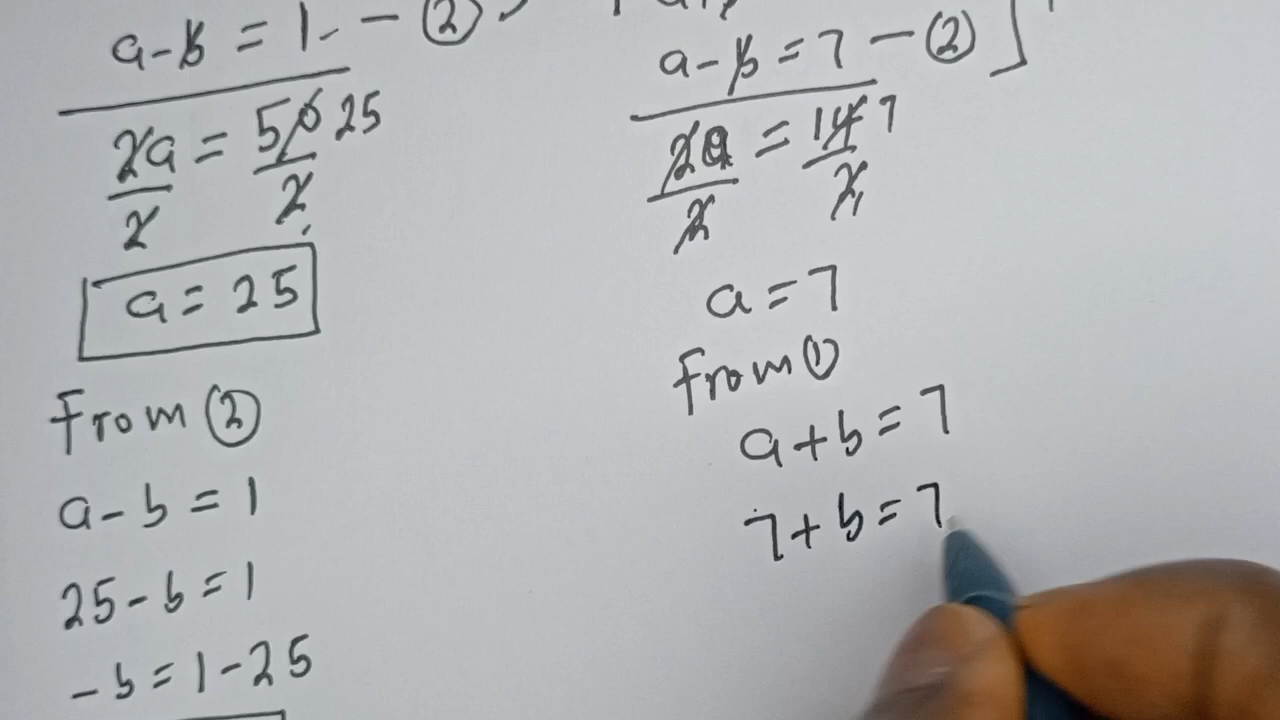 a-b = 1 - ②
2a/2 = 50/2 25
a = 25
From ②
a - b = 1
25 - b = 1
- b = 1 - 25
a - b = 7 - ②
2a/2 = 14/2 7
a = 7
From ①
a + b = 7
7 + b = 7